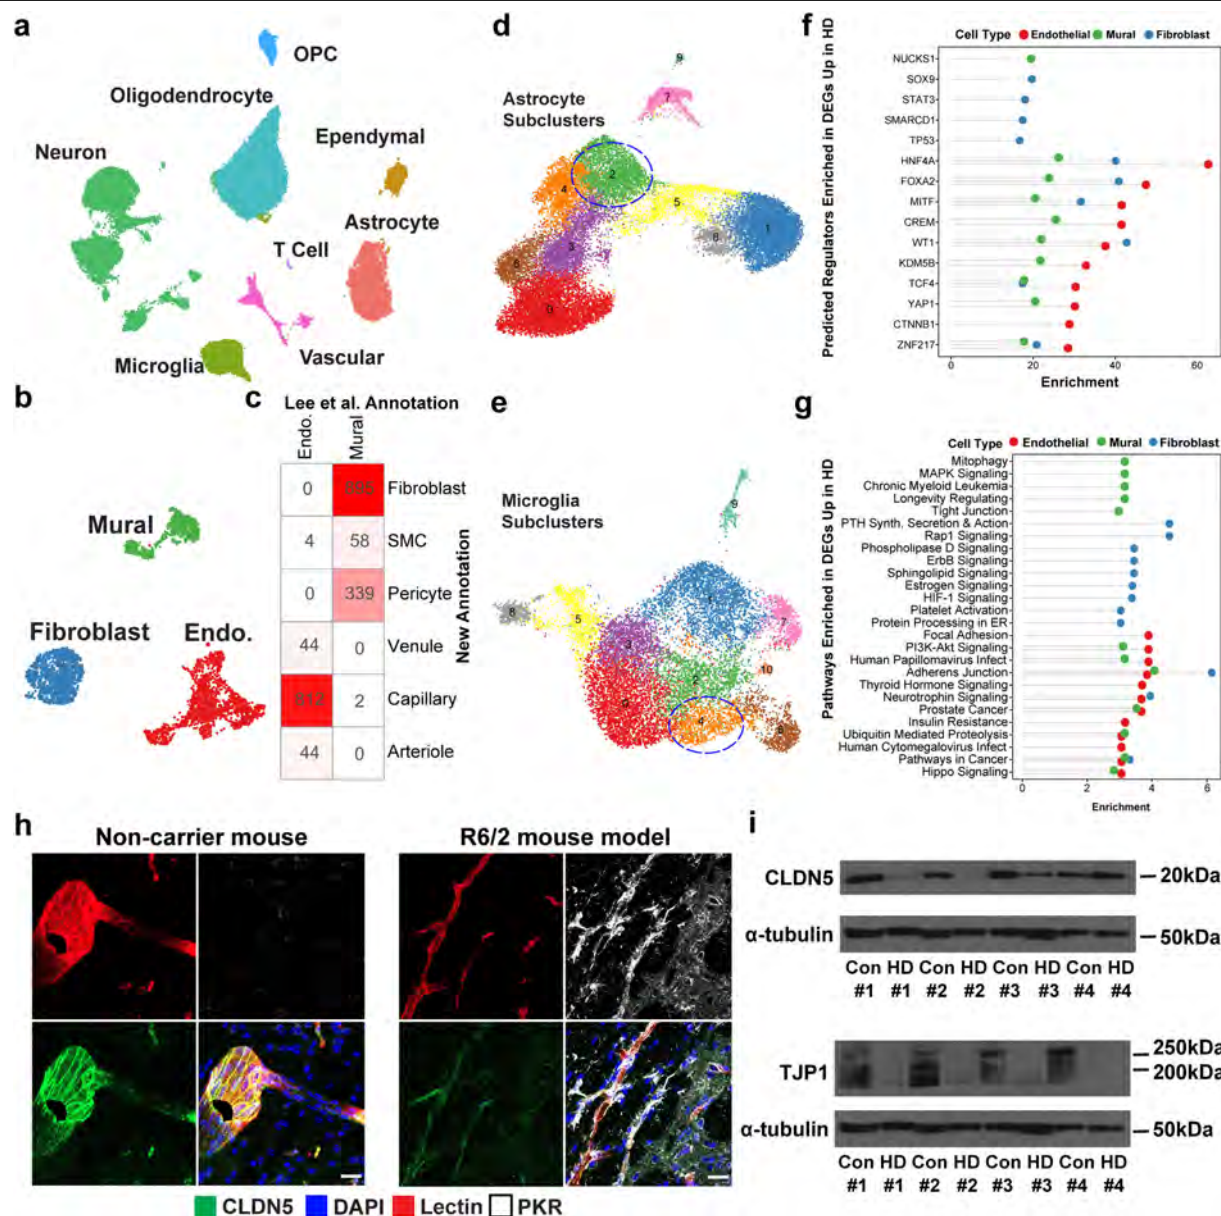 a
OPC
Oligodendrocyte
Ependymal
Neuron
Astrocyte
T Cell
Vascular
Microglia
b
Mural
Fibroblast
Endo.
c
Lee et al. Annotation
Endo.
Mural
0
895
Fibroblast
4
58
SMC
0
339
Pericyte
44
0
Venule
812
2
Capillary
44
0
Arteriole
New Annotation
d
Astrocyte
Subclusters
9
7
2
4
5
3
8
1
6
0
e
Microglia
Subclusters
9
8
5
1
7
3
10
2
0
4
6
f
Cell Type Endothelial Mural Fibroblast
Predicted Regulators Enriched in DEGs Up in HD
NUCKS1
SOX9
STAT3
SMARCD1
TP53
HNF4A
FOXA2
MITF
CREM
WT1
KDM5B
TCF4
YAP1
CTNNB1
ZNF217
0 20 40 60
Enrichment
g
Cell Type Endothelial Mural Fibroblast
Pathways Enriched in DEGs Up in HD
Mitophagy
MAPK Signaling
Chronic Myeloid Leukemia
Longevity Regulating
Tight Junction
PTH Synth. Secretion & Action
Rap1 Signaling
Phospholipase D Signaling
ErbB Signaling
Sphingolipid Signaling
Estrogen Signaling
HIF-1 Signaling
Platelet Activation
Protein Processing in ER
Focal Adhesion
PI3K-Akt Signaling
Human Papillomavirus Infect
Adherens Junction
Thyroid Hormone Signaling
Neurotrophin Signaling
Prostate Cancer
Insulin Resistance
Ubiquitin Mediated Proteolysis
Human Cytomegalovirus Infect
Pathways in Cancer
Hippo Signaling
0 2 4 6
Enrichment
h
Non-carrier mouse
R6/2 mouse model
CLDN5 DAPI Lectin PKR
i
CLDN5
20kDa
α-tubulin
50kDa
Con HD Con HD Con HD Con HD
#1 #1 #2 #2 #3 #3 #4 #4
TJP1
250kDa
200kDa
α-tubulin
50kDa
Con HD Con HD Con HD Con HD
#1 #1 #2 #2 #3 #3 #4 #4